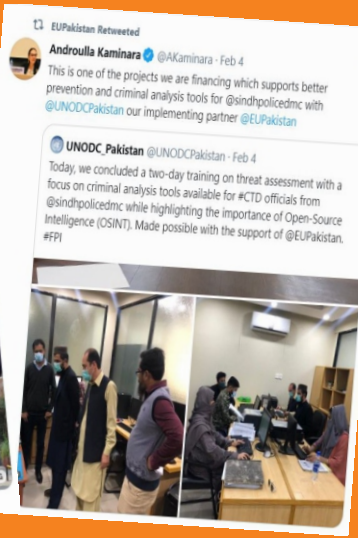 EUPakistan Retweeted
Androulla Kaminara @AKaminara · Feb 4
This is one of the projects we are financing which supports better
prevention and criminal analysis tools for @sindhpolicedmc with
@UNODCPakistan our implementing partner @EUPakistan
UNODC_Pakistan @UNODCPakistan · Feb 4
Today, we concluded a two-day training on threat assessment with a
focus on criminal analysis tools available for #CTD officials from
@sindhpolicedmc while highlighting the importance of Open-Source
Intelligence (OSINT). Made possible with the support of @EUPakistan.
#FPI